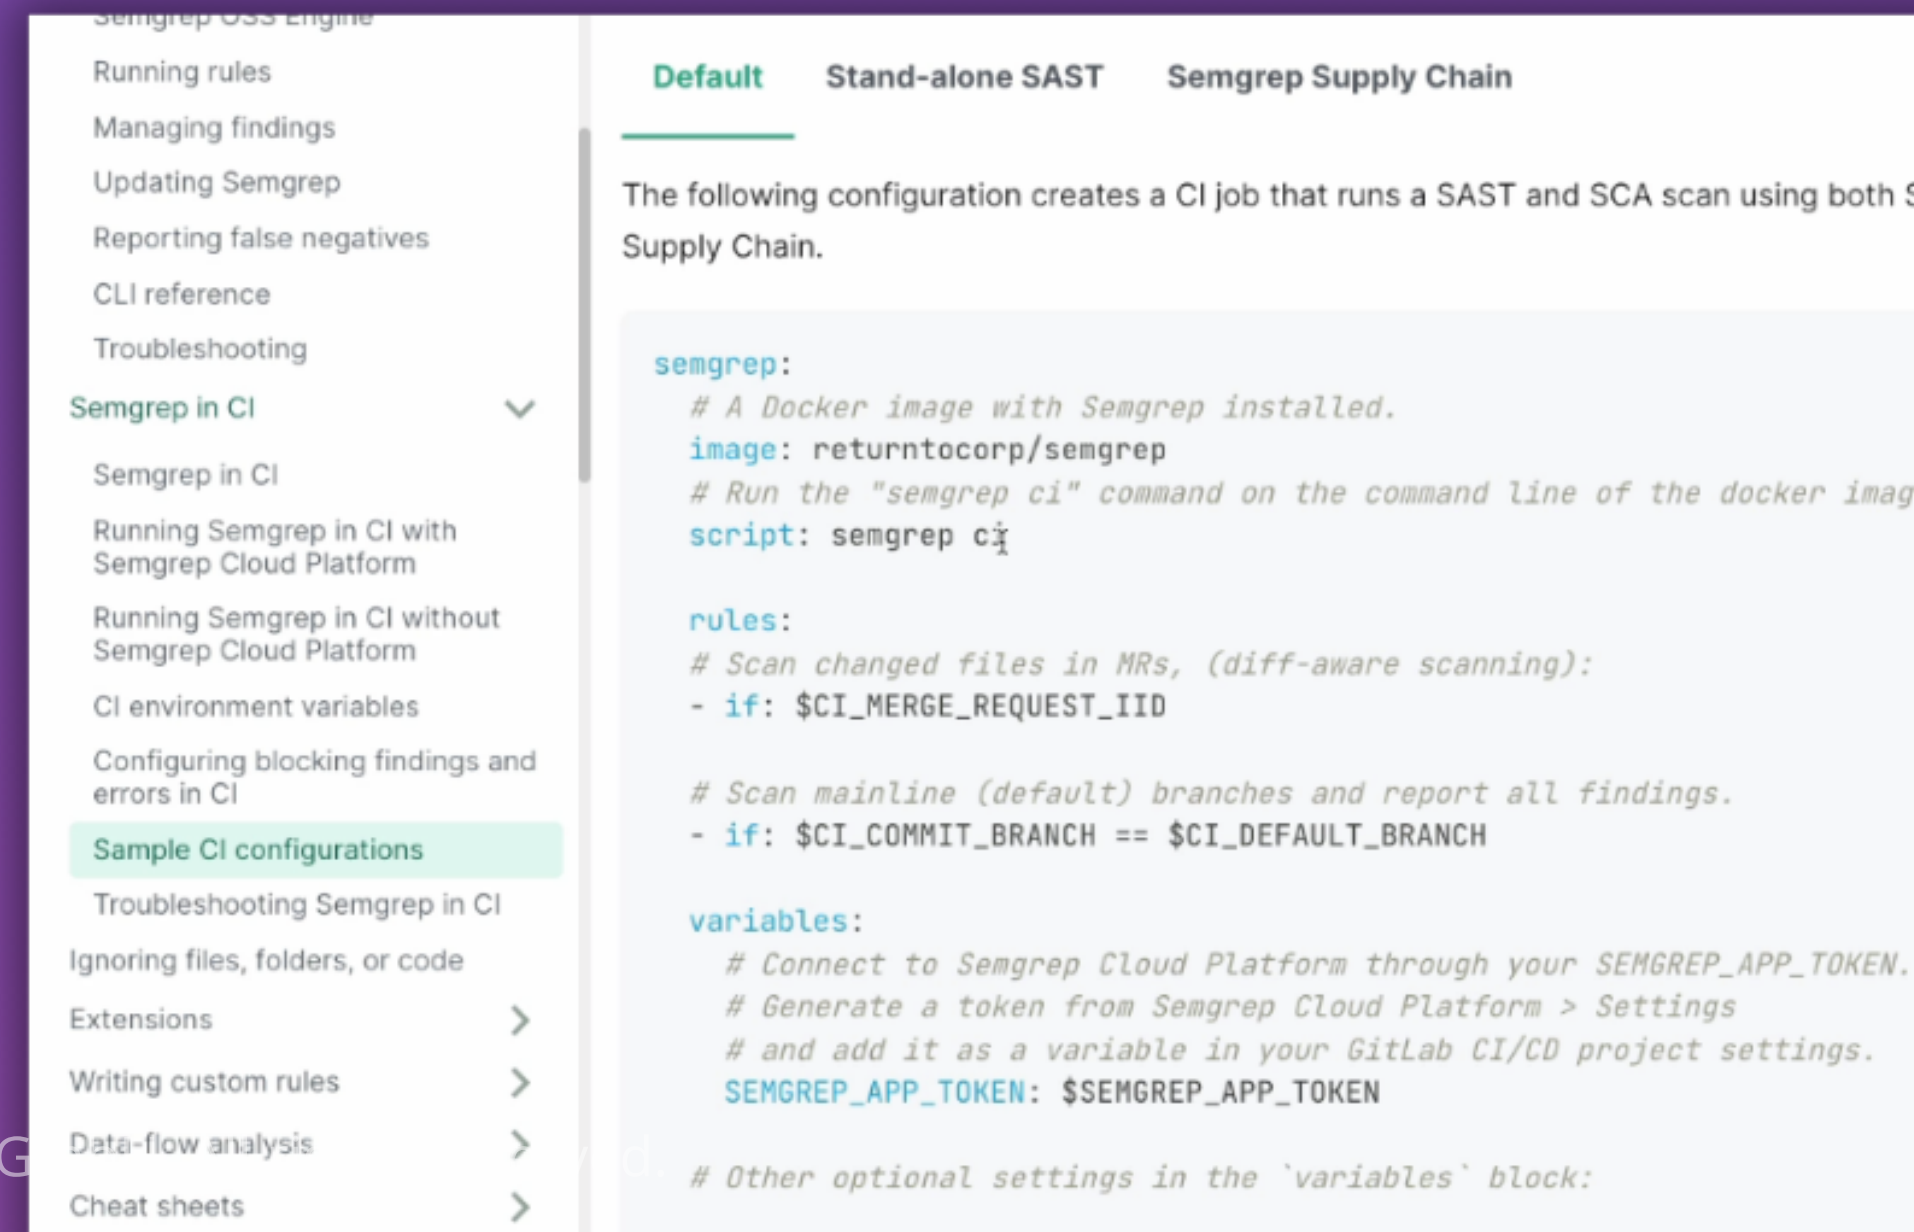 Semgrep OSS Engine
Running rules
Managing findings
Updating Semgrep
Reporting false negatives
CLI reference
Troubleshooting
Semgrep in CI
Semgrep in CI
Running Semgrep in CI with
Semgrep Cloud Platform
Running Semgrep in CI without
Semgrep Cloud Platform
CI environment variables
Configuring blocking findings and
errors in CI
Sample CI configurations
Troubleshooting Semgrep in CI
Ignoring files, folders, or code
Extensions
Writing custom rules
Data-flow analysis
Cheat sheets
Default Stand-alone SAST Semgrep Supply Chain
The following configuration creates a CI job that runs a SAST and SCA scan using both S
Supply Chain.
semgrep:
# A Docker image with Semgrep installed.
image: returntocorp/semgrep
# Run the "semgrep ci" command on the command line of the docker imag
script: semgrep ci
rules:
# Scan changed files in MRs, (diff-aware scanning):
- if: $CI_MERGE_REQUEST_IID
# Scan mainline (default) branches and report all findings.
- if: $CI_COMMIT_BRANCH == $CI_DEFAULT_BRANCH
variables:
# Connect to Semgrep Cloud Platform through your SEMGREP_APP_TOKEN.
# Generate a token from Semgrep Cloud Platform > Settings
# and add it as a variable in your GitLab CI/CD project settings.
SEMGREP_APP_TOKEN: $SEMGREP_APP_TOKEN
# Other optional settings in the `variables` block: